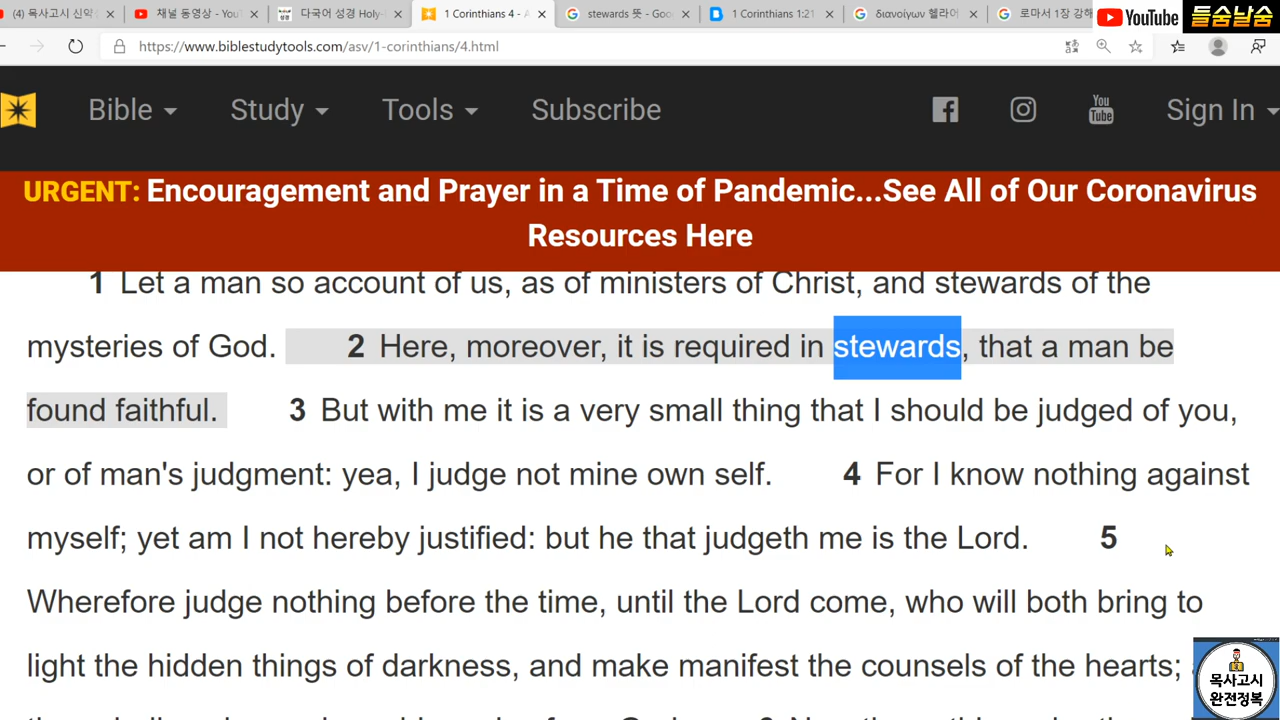 (4) 목사고시 신약
채널 동영상 - You
다국어 성경 Holy-
1 Corinthians 4 - A
stewards 뜻 - Goo
1 Corinthians 1:21
διανοίγων 헬라어
로마서 1장 강해
YouTube
들숨날숨
https://www.biblestudytools.com/asv/1-corinthians/4.html
Bible Study Tools Subscribe You Tube Sign In
URGENT: Encouragement and Prayer in a Time of Pandemic...See All of Our Coronavirus
Resources Here
1 Let a man so account of us, as of ministers of Christ, and stewards of the
mysteries of God. 2 Here, moreover, it is required in stewards, that a man be
found faithful. 3 But with me it is a very small thing that I should be judged of you,
or of man's judgment: yea, I judge not mine own self. 4 For I know nothing against
myself; yet am I not hereby justified: but he that judgeth me is the Lord. 5
Wherefore judge nothing before the time, until the Lord come, who will both bring to
light the hidden things of darkness, and make manifest the counsels of the hearts;
목사고시
완전정복